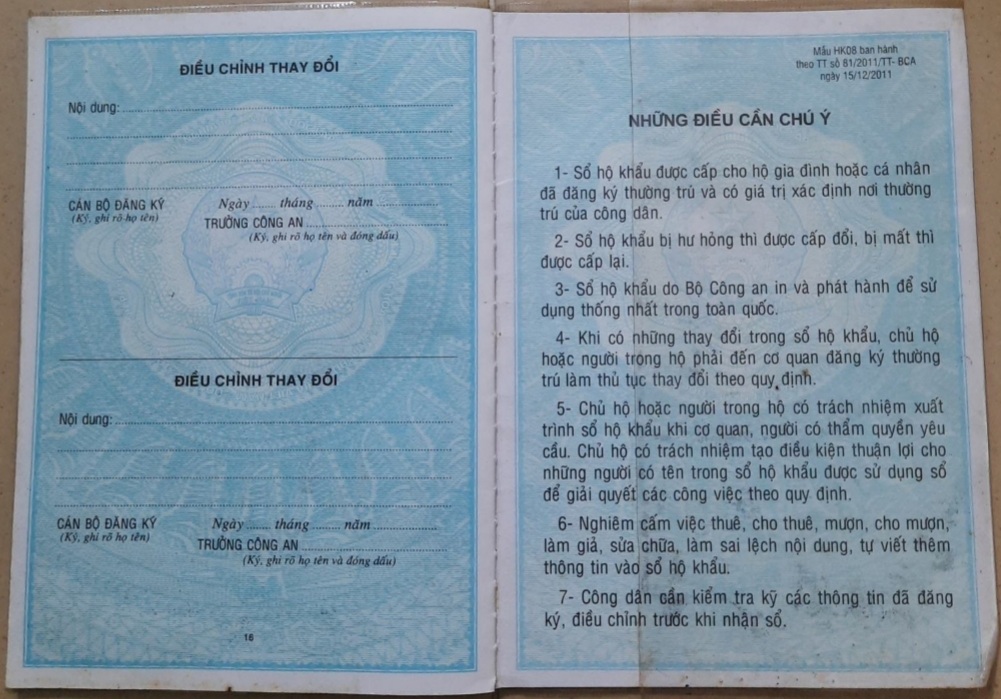 ĐIỀU CHỈNH THAY ĐỔI
Nội dung:
CÁN BỘ ĐĂNG KÝ
(Ký, ghi rõ họ tên)
Ngày ........ tháng ......... năm ................
TRƯỞNG CÔNG AN
(Ký, ghi rõ họ tên và đóng dấu)
ĐIỀU CHỈNH THAY ĐỔI
Nội dung:
CÁN BỘ ĐĂNG KÝ
(Ký, ghi rõ họ tên)
Ngày ........ tháng ......... năm ................
TRƯỞNG CÔNG AN
(Ký, ghi rõ họ tên và đóng dấu)
16
Mẫu HK08 ban hành
theo TT số 81/2011/TT- BCA
ngày 15/12/2011
NHỮNG ĐIỀU CẦN CHÚ Ý
1- Sổ hộ khẩu được cấp cho hộ gia đình hoặc cá nhân
đã đăng ký thường trú và có giá trị xác định nơi thường
trú của công dân.
2- Sổ hộ khẩu bị hư hỏng thì được cấp đổi, bị mất thì
được cấp lại.
3- Sổ hộ khẩu do Bộ Công an in và phát hành để sử
dụng thống nhất trong toàn quốc.
4- Khi có những thay đổi trong sổ hộ khẩu, chủ hộ
hoặc người trong hộ phải đến cơ quan đăng ký thường
trú làm thủ tục thay đổi theo quy định.
5- Chủ hộ hoặc người trong hộ có trách nhiệm xuất
trình sổ hộ khẩu khi cơ quan, người có thẩm quyền yêu
cầu. Chủ hộ có trách nhiệm tạo điều kiện thuận lợi cho
những người có tên trong sổ hộ khẩu được sử dụng sổ
để giải quyết các công việc theo quy định.
6- Nghiêm cấm việc thuê, cho thuê, mượn, cho mượn,
làm giả, sửa chữa, làm sai lệch nội dung, tự viết thêm
thông tin vào sổ hộ khẩu.
7- Công dân cần kiểm tra kỹ các thông tin đã đăng
ký, điều chỉnh trước khi nhận sổ.